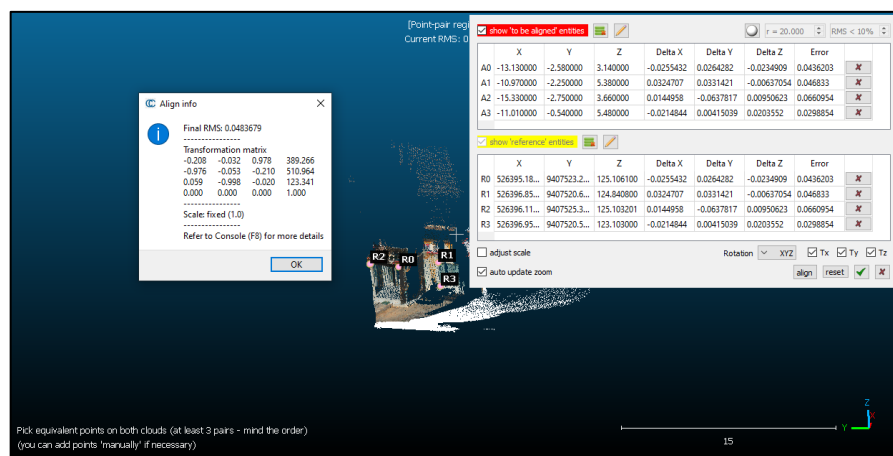 [Point-pair regi
Current RMS: 0
show 'to be aligned' entities
r = 20.000
RMS < 10%
X Y Z Delta X Delta Y Delta Z Error
A0 -13.130000 -2.580000 3.140000 -0.0255432 0.0264282 -0.0234909 0.0436203
A1 -10.970000 -2.250000 5.380000 0.0324707 0.0331421 -0.00637054 0.046833
A2 -15.330000 -2.750000 3.660000 0.0144958 -0.0637817 0.00950623 0.0660954
A3 -11.010000 -0.540000 5.480000 -0.0214844 0.00415039 0.0203552 0.0298854
show 'reference' entities
X Y Z Delta X Delta Y Delta Z Error
R0 526395.18... 9407523.2... 125.106100 -0.0255432 0.0264282 -0.0234909 0.0436203
R1 526396.85... 9407520.6... 124.840800 0.0324707 0.0331421 -0.00637054 0.046833
R2 526396.11... 9407525.3... 125.103201 0.0144958 -0.0637817 0.00950623 0.0660954
R3 526396.95... 9407520.5... 123.103000 -0.0214844 0.00415039 0.0203552 0.0298854
adjust scale
Rotation XYZ Tx Ty Tz
auto update zoom
align reset
Align info
Final RMS: 0.0483679
----------------
Transformation matrix
-0.208 -0.032 0.978 389.266
-0.976 -0.053 -0.210 510.964
0.059 -0.998 -0.020 123.341
0.000 0.000 0.000 1.000
----------------
Scale: fixed (1.0)
----------------
Refer to Console (F8) for more details
OK
R2 R0 R1
R3
Pick equivalent points on both clouds (at least 3 pairs - mind the order)
(you can add points 'manually' if necessary)
15
Z
X
Y